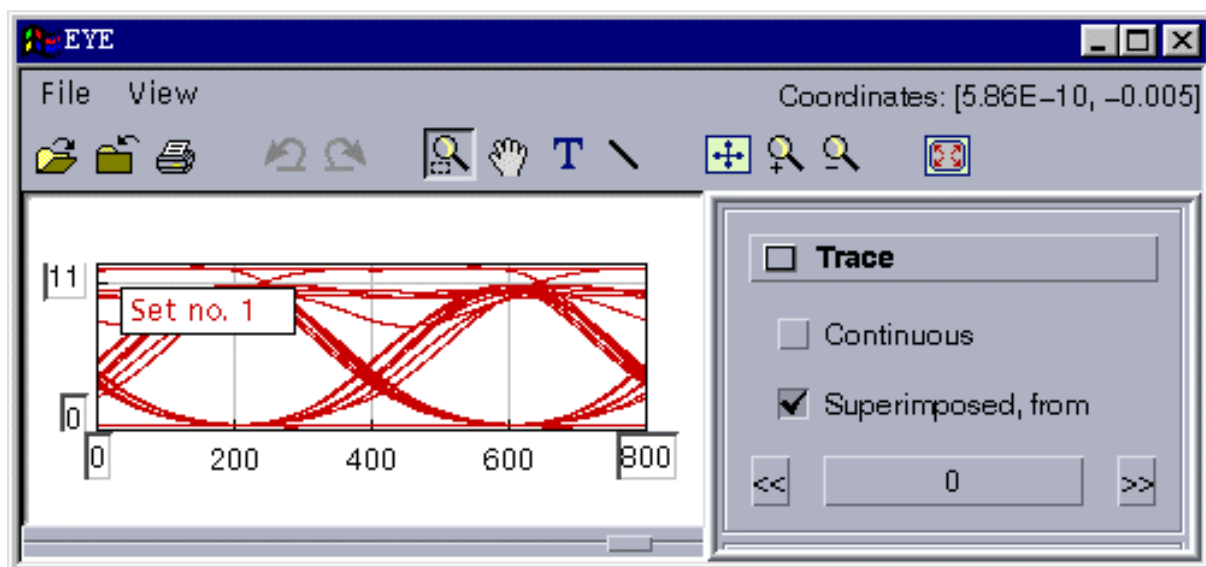 EYE
File View
Coordinates: [5.86E−10, −0.005]
T
11
Set no. 1
0
0 200 400 600 800
Trace
Continuous
Superimposed, from
<< 0 >>